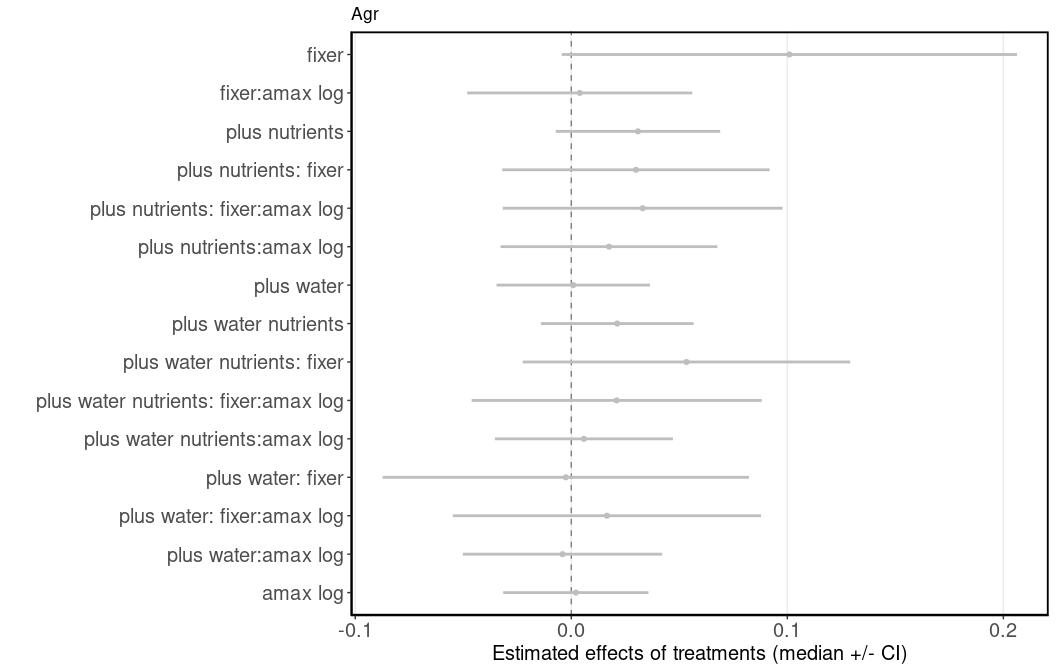 Agr
fixer
fixer:amax log
plus nutrients
plus nutrients: fixer
plus nutrients: fixer:amax log
plus nutrients:amax log
plus water
plus water nutrients
plus water nutrients: fixer
plus water nutrients: fixer:amax log
plus water nutrients:amax log
plus water: fixer
plus water: fixer:amax log
plus water:amax log
amax log
-0.1 0.0 0.1 0.2
Estimated effects of treatments (median +/- CI)